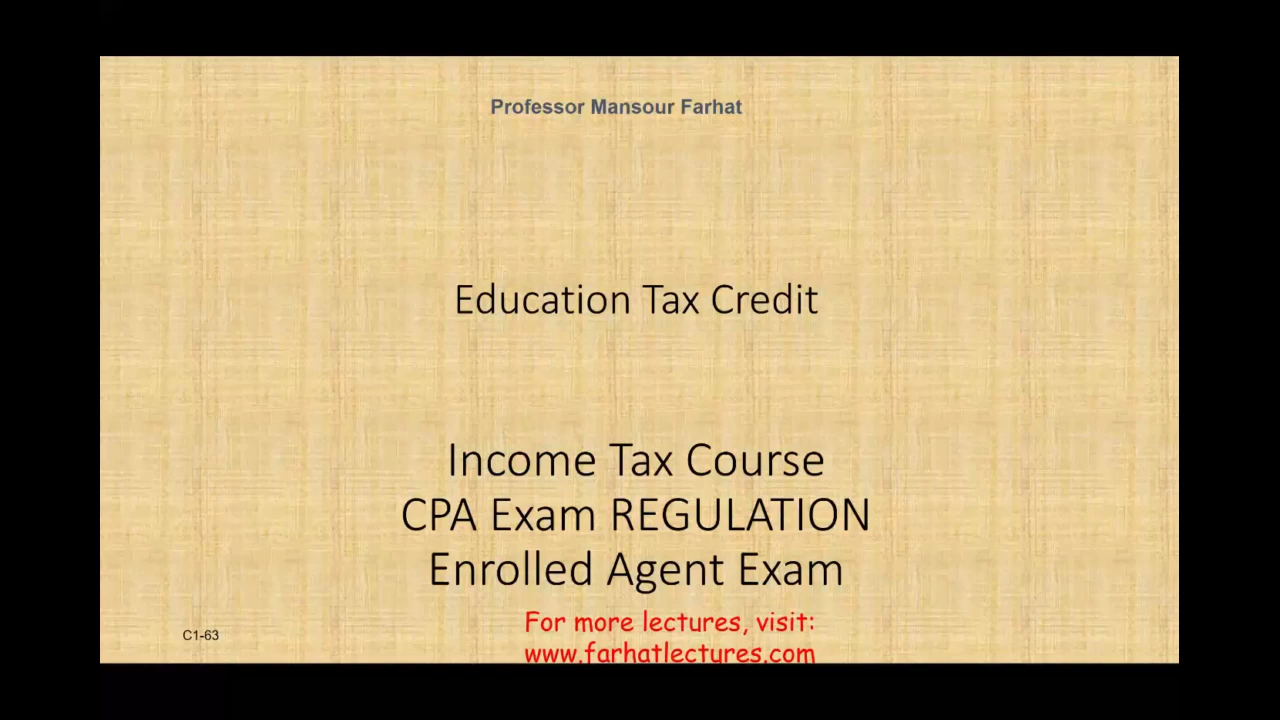 Professor Mansour Farhat
Education Tax Credit
Income Tax Course
CPA Exam REGULATION
Enrolled Agent Exam
For more lectures, visit:
www.farhatlectures.com
C1-63